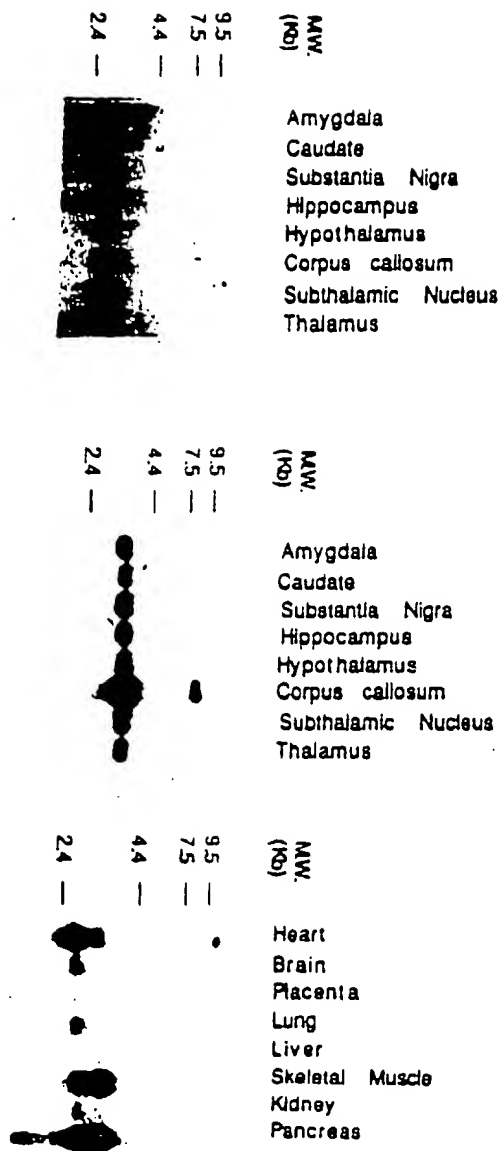 MW.
(Kb)
9.5 —
7.5 —
4.4 —
2.4 —
Amygdala
Caudate
Substantia Nigra
Hippocampus
Hypothalamus
Corpus callosum
Subthalamic Nucleus
Thalamus
MW.
(Kb)
9.5 —
7.5 —
4.4 —
2.4 —
Amygdala
Caudate
Substantia Nigra
Hippocampus
Hypothalamus
Corpus callosum
Subthalamic Nucleus
Thalamus
MW.
(Kb)
9.5 —
7.5 —
4.4 —
2.4 —
Heart
Brain
Placenta
Lung
Liver
Skeletal Muscle
Kidney
Pancreas